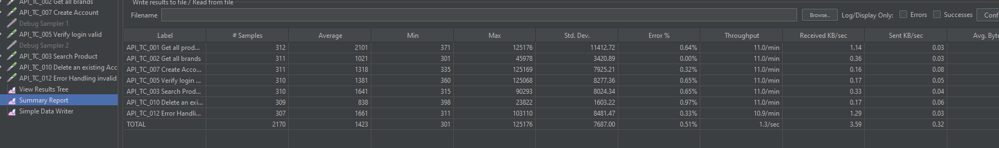 API_TC_002 Get all brands
API_TC_007 Create Account
Debug Sampler 1
API_TC_005 Verify login valid
Debug Sampler 2
API_TC_003 Search Product
API_TC_010 Delete an existing Acc
API_TC_012 Error Handling invalid
View Results Tree
Summary Report
Simple Data Writer
Write results to file / Read from file
Filename Browse... Log/Display Only: Errors Successes Conf
Label # Samples Average Min Max Std. Dev. Error % Throughput Received KB/sec Sent KB/sec Avg. Byte
API_TC_001 Get all prod... 312 2101 371 125176 11412.72 0.64% 11.0/min 1.14 0.03
API_TC_002 Get all brands 311 1021 301 45978 3420.89 0.00% 11.0/min 0.36 0.03
API_TC_007 Create Acco... 311 1318 335 125169 7925.21 0.32% 11.0/min 0.16 0.08
API_TC_005 Verify login ... 310 1381 360 125068 8277.36 0.65% 11.0/min 0.17 0.05
API_TC_003 Search Prod... 310 1641 315 90293 8024.34 0.65% 11.0/min 0.33 0.04
API_TC_010 Delete an exi... 309 838 398 23822 1603.22 0.97% 11.0/min 0.17 0.06
API_TC_012 Error Handli... 307 1661 311 103110 8481.47 0.33% 10.9/min 1.29 0.03
TOTAL 2170 1423 301 125176 7687.00 0.51% 1.3/sec 3.59 0.32